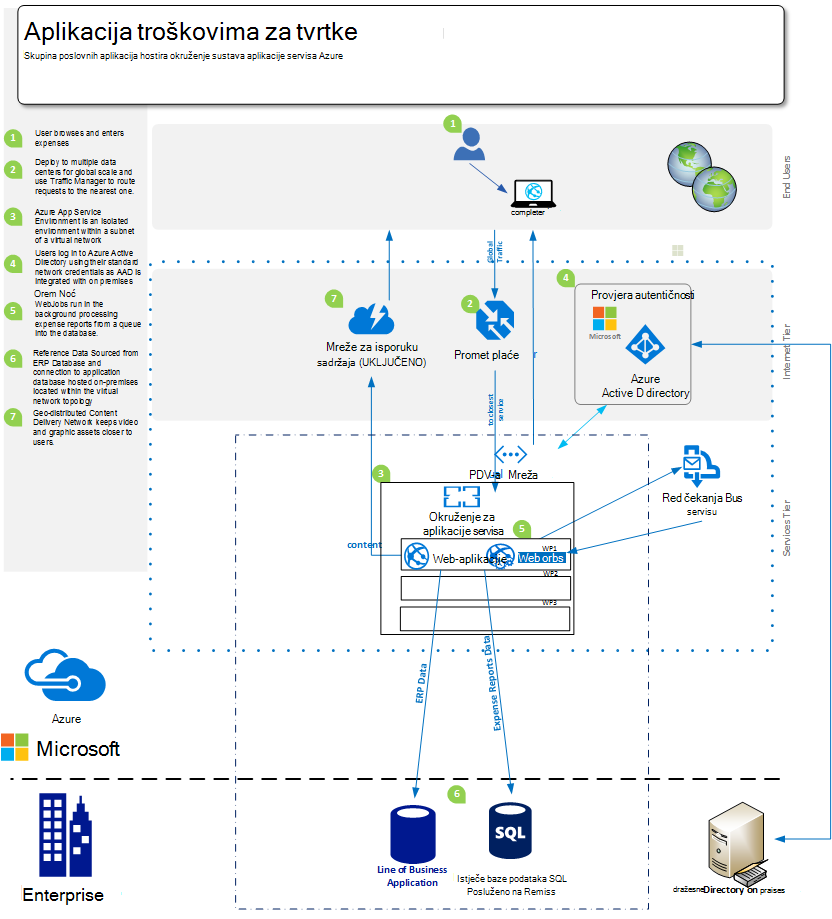 Aplikacija troškovima za tvrtke
Skupina poslovnih aplikacija hostira okruženje sustava aplikacije servisa Azure
1
User browses and enters
expenses
2
Deploy to multiple data
centers for global scale and
use Traffic Manager to route
requests to the nearest one.
3
Azure App Service
Environment is an isolated
environment within a subnet
of a virtual network
4
Users log in to Azure Active
Directory using their standard
network credentials as AAD is
integrated with on premises
Orem Noć
5
WebJobs run in the
background processing
expense reports from a queue
into the database.
6
Reference Data Sourced from
ERP Database and
connection to application
database hosted on-premises
located within the virtual
network topology
7
Geo-distributed Content
Delivery Network keeps video
and graphic assets closer to
users.
1
completer
End Users
Global
Traffic
7
Mreže za isporuku
sadržaja (UKLJUČENO)
2
Promet plaće
r
4
Provjera autentičnosti
Microsoft
Azure
Active D directory
Internet Tier
to closest
service
PDV-a Mreža
3
Okruženje za
aplikacije servisa
5
content
Web-aplikacije
WP1
Web orbs
WP2
WP3
Red čekanja Bus
servisu
Services Tier
ERP Data
Expense Reports Data
Azure
Microsoft
6
Enterprise
Line of Business
Application
SQL
Istječe baze podataka SQL
Posluženo na Remiss
dražesne Directory on praises